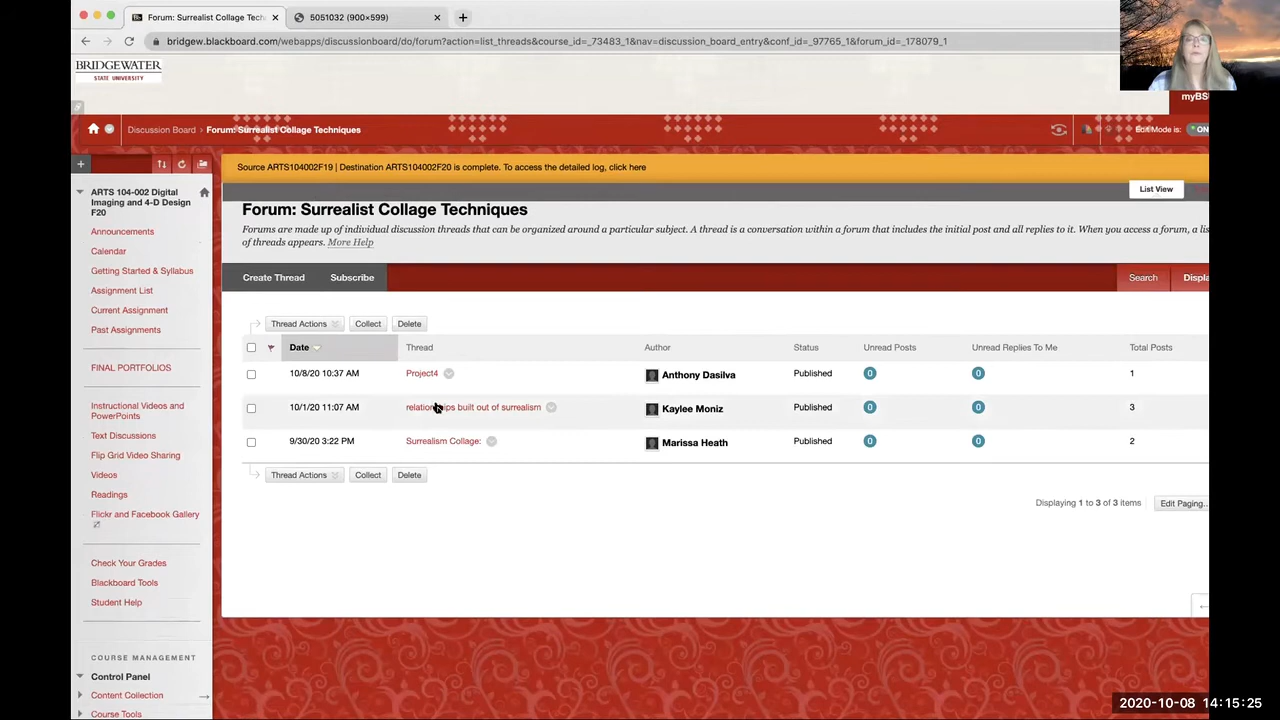 Forum: Surrealist Collage Tech
5051032 (900×599)
bridgew.blackboard.com/webapps/discussionboard/do/forum?action=list_threads&course_id=_73483_1&nav=discussion_board_entry&conf_id=_97765_1&forum_id=_178079_1
BRIDGEWATER
STATE UNIVERSITY
myBS
Discussion Board > Forum: Surrealist Collage Techniques
Edit Mode is: ON
Source ARTS104002F19 | Destination ARTS104002F20 is complete. To access the detailed log, click here
List View
Forum: Surrealist Collage Techniques
Forums are made up of individual discussion threads that can be organized around a particular subject. A thread is a conversation within a forum that includes the initial post and all replies to it. When you access a forum, a lis
of threads appears. More Help
Create Thread Subscribe Search Displa
Thread Actions Collect Delete
Date Thread Author Status Unread Posts Unread Replies To Me Total Posts
10/8/20 10:37 AM Project4 Anthony Dasilva Published 0 0 1
10/1/20 11:07 AM relationships built out of surrealism Kaylee Moniz Published 0 0 3
9/30/20 3:22 PM Surrealism Collage: Marissa Heath Published 0 0 2
Thread Actions Collect Delete
Displaying 1 to 3 of 3 items Edit Paging...
ARTS 104-002 Digital
Imaging and 4-D Design
F20
Announcements
Calendar
Getting Started & Syllabus
Assignment List
Current Assignment
Past Assignments
FINAL PORTFOLIOS
Instructional Videos and
PowerPoints
Text Discussions
Flip Grid Video Sharing
Videos
Readings
Flickr and Facebook Gallery
Check Your Grades
Blackboard Tools
Student Help
COURSE MANAGEMENT
Control Panel
Content Collection
Course Tools
2020-10-08 14:15:25